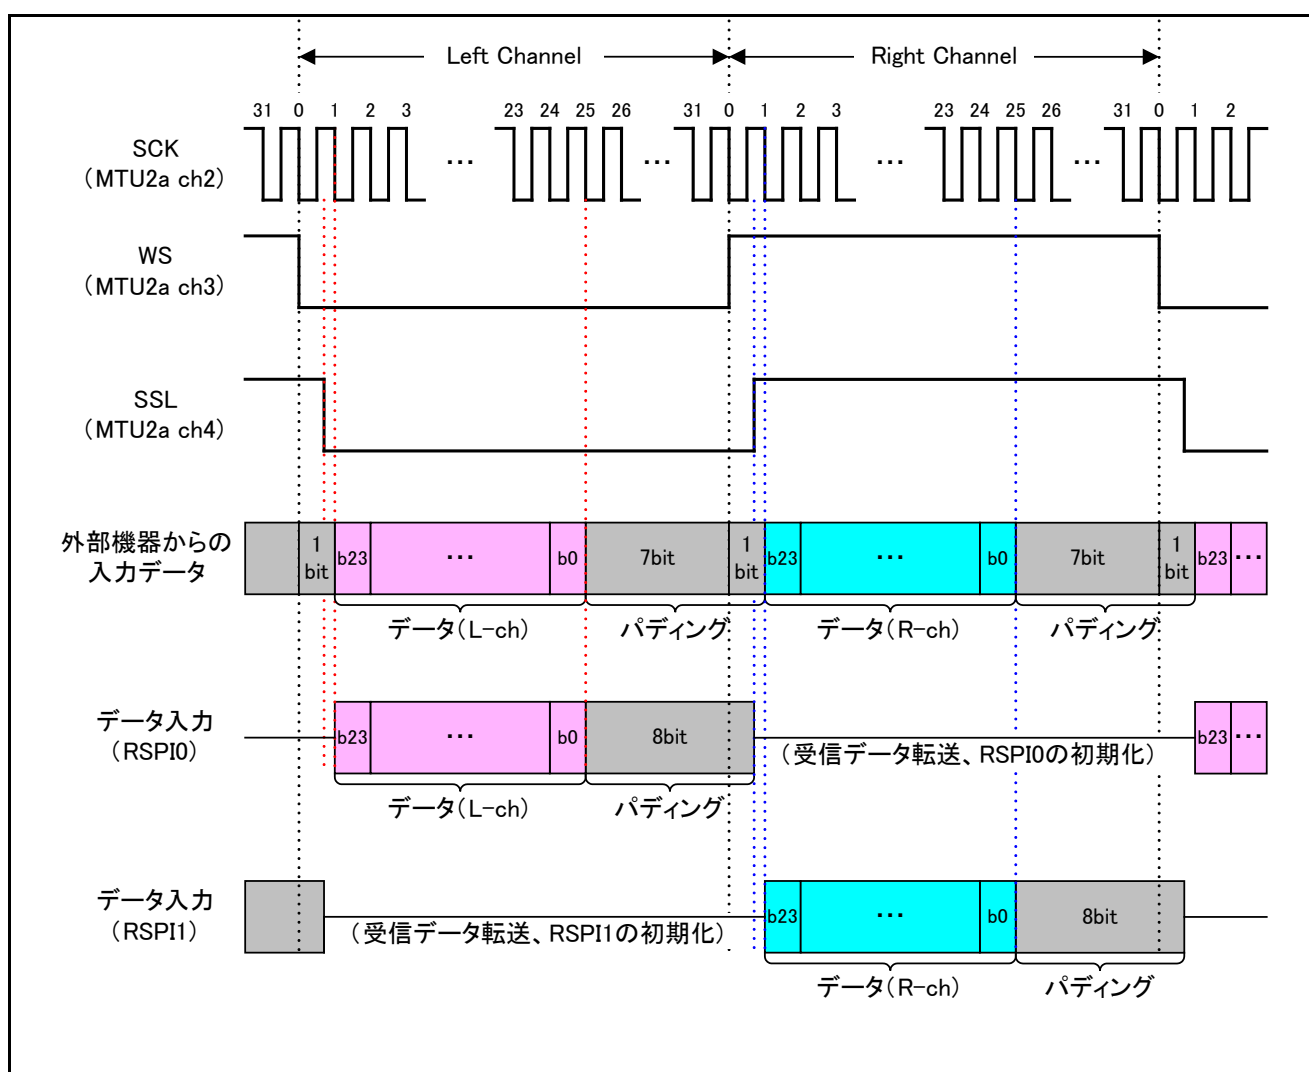 Left Channel
Right Channel
31 0 1 2 3 23 24 25 26 31 0 1 2 3 23 24 25 26 31 0 1 2
SCK
(MTU2a ch2)
... ... ... ...
WS
(MTU2a ch3)
SSL
(MTU2a ch4)
外部機器からの
入力データ
1
bit
b23
...
b0
7bit
1
bit
b23
...
b0
7bit
1
bit
b23
...
データ(L-ch)
パディング
データ(R-ch)
パディング
データ入力
(RSPI0)
b23
...
b0
8bit
(受信データ転送、RSPI0の初期化)
b23
...
データ(L-ch)
パディング
データ入力
(RSPI1)
(受信データ転送、RSPI1の初期化)
b23
...
b0
8bit
データ(R-ch)
パディング